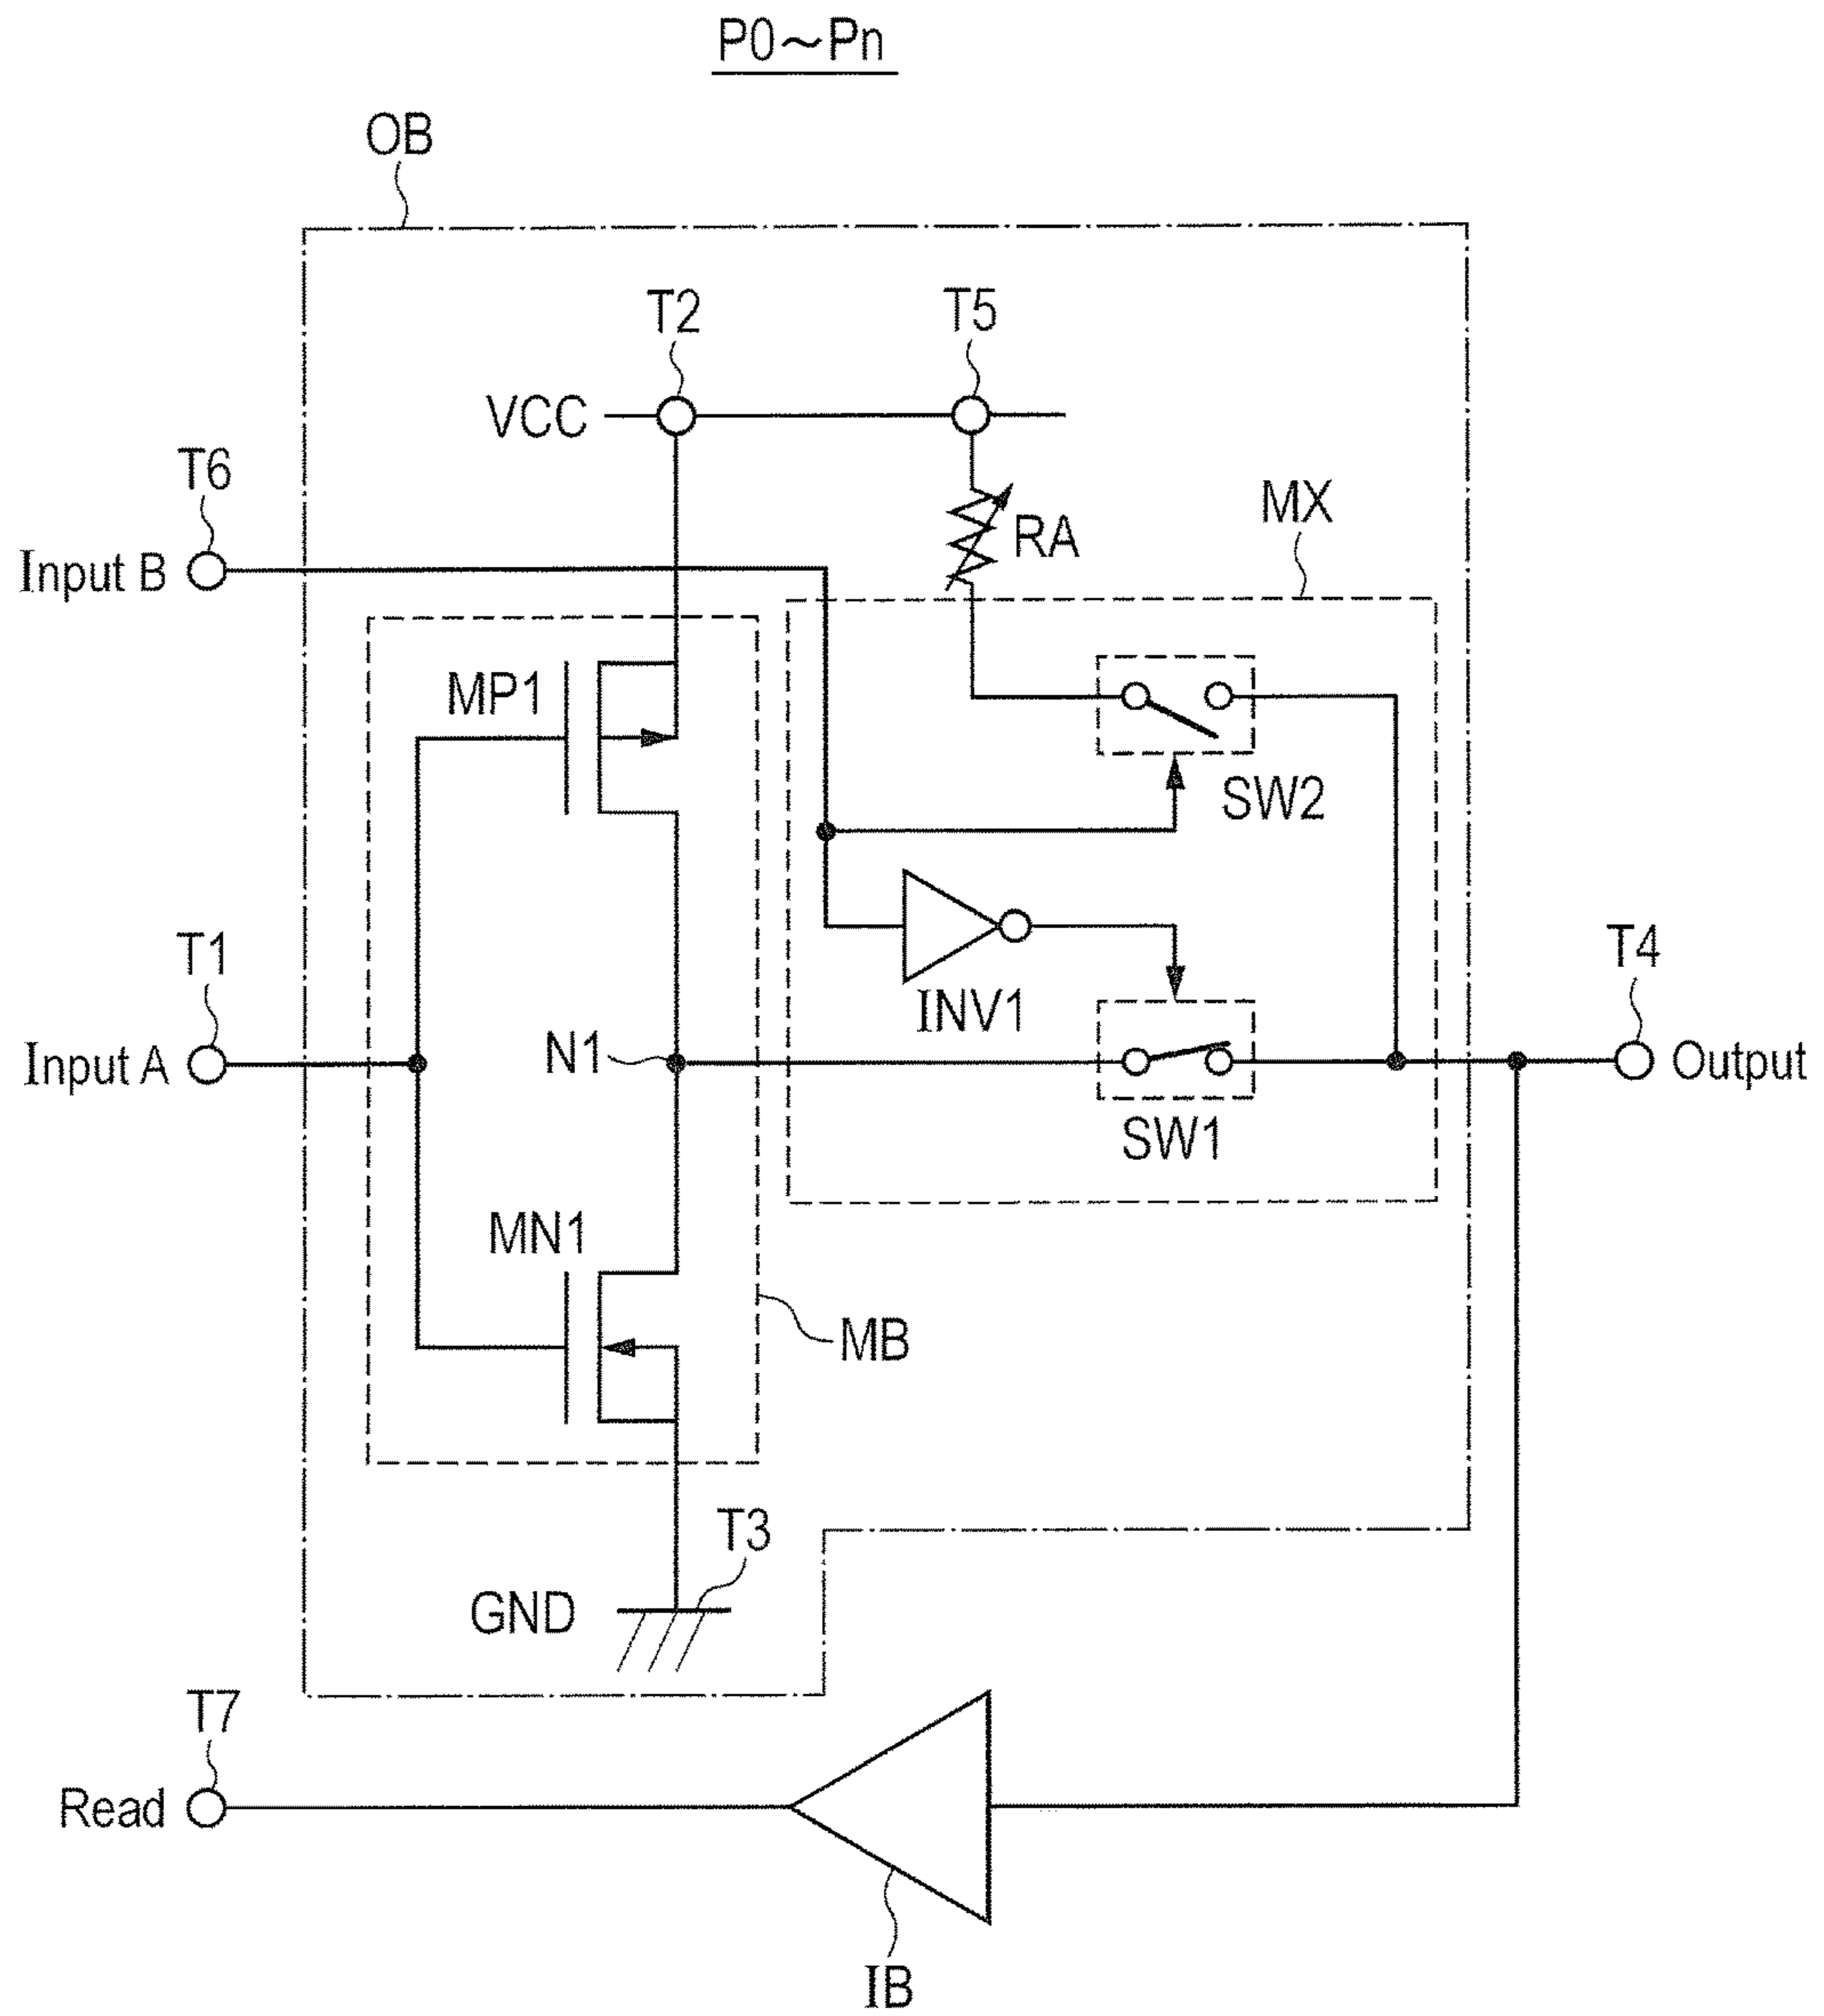 P0～Pn
OB
T2
T5
VCC
T6
MX
Input B
RA
MP1
SW2
T1
T4
INV1
Input A
N1
Output
SW1
MN1
MB
T3
GND
T7
Read
IB